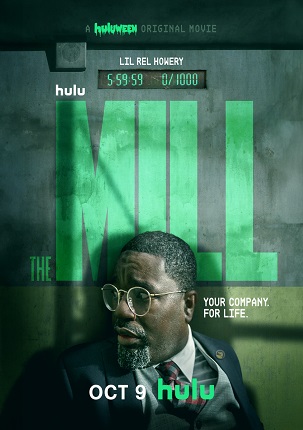 A huluween ORIGINAL MOVIE
LIL REL HOWERY
5:59:59 0/1000
hulu
THE MILL
YOUR COMPANY.
FOR LIFE.
OCT 9 hulu